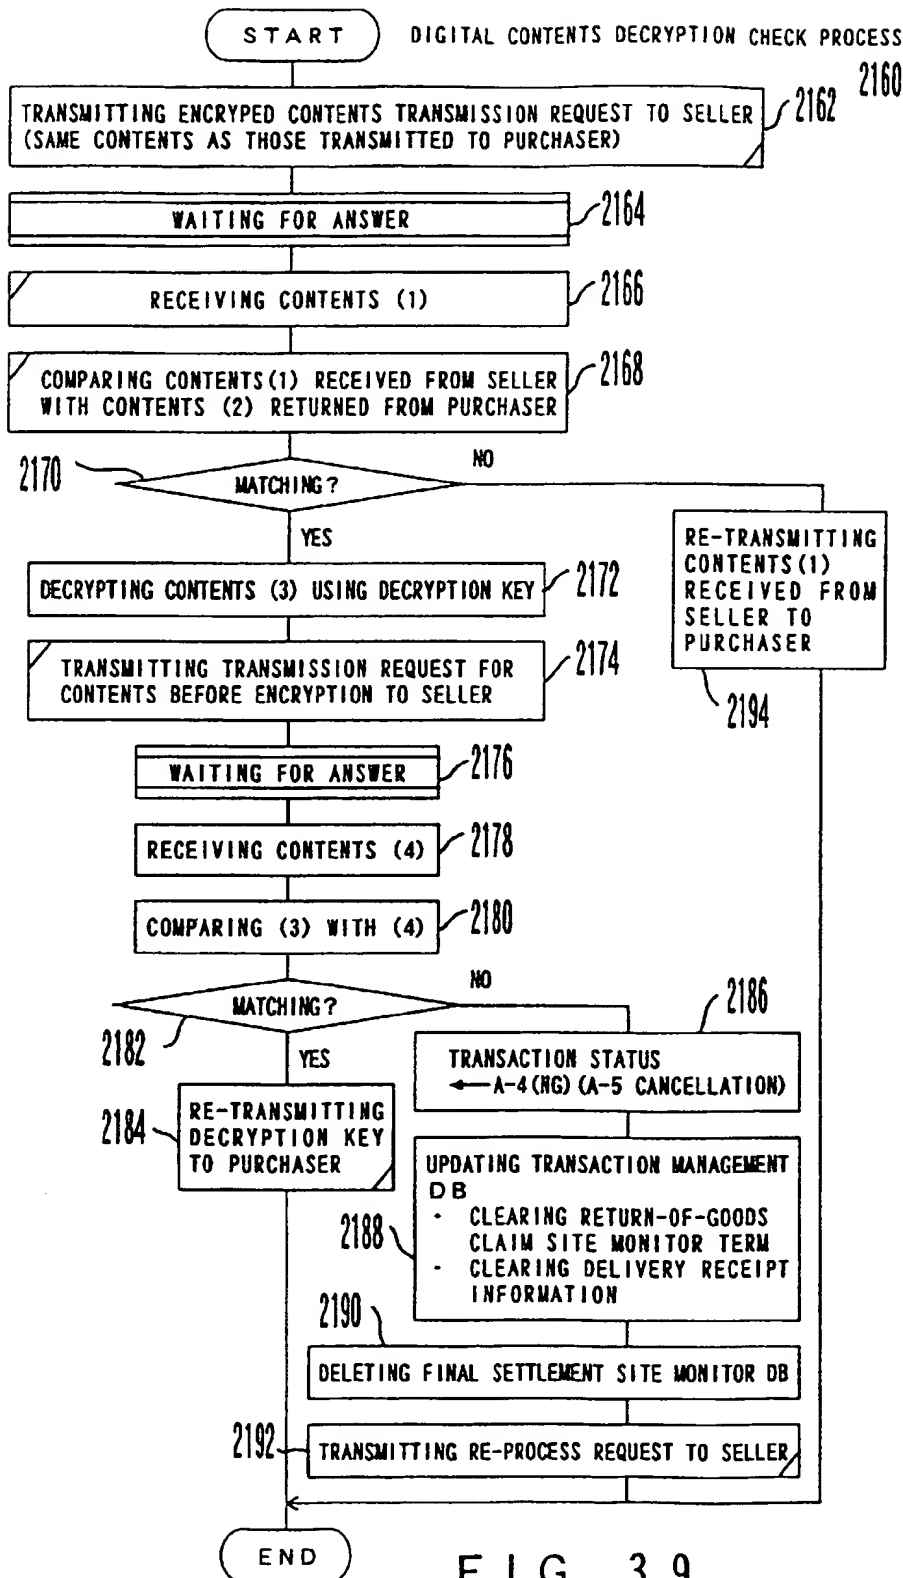 START
DIGITAL CONTENTS DECRYPTION CHECK PROCESS
2160
TRANSMITTING ENCRYPED CONTENTS TRANSMISSION REQUEST TO SELLER
(SAME CONTENTS AS THOSE TRANSMITTED TO PURCHASER)
2162
WAITING FOR ANSWER
2164
RECEIVING CONTENTS (1)
2166
COMPARING CONTENTS(1) RECEIVED FROM SELLER
WITH CONTENTS (2) RETURNED FROM PURCHASER
2168
2170
MATCHING?
NO
YES
RE-TRANSMITTING
CONTENTS(1)
RECEIVED FROM
SELLER TO
PURCHASER
2194
DECRYPTING CONTENTS (3) USING DECRYPTION KEY
2172
TRANSMITTING TRANSMISSION REQUEST FOR
CONTENTS BEFORE ENCRYPTION TO SELLER
2174
WAITING FOR ANSWER
2176
RECEIVING CONTENTS (4)
2178
COMPARING (3) WITH (4)
2180
MATCHING?
NO
2182
YES
2186
TRANSACTION STATUS
←A-4(NG)(A-5 CANCELLATION)
2184
RE-TRANSMITTING
DECRYPTION KEY
TO PURCHASER
UPDATING TRANSACTION MANAGEMENT
DB
· CLEARING RETURN-OF-GOODS
CLAIM SITE MONITOR TERM
· CLEARING DELIVERY RECEIPT
INFORMATION
2188
2190
DELETING FINAL SETTLEMENT SITE MONITOR DB
2192
TRANSMITTING RE-PROCESS REQUEST TO SELLER
END
FIG. 39